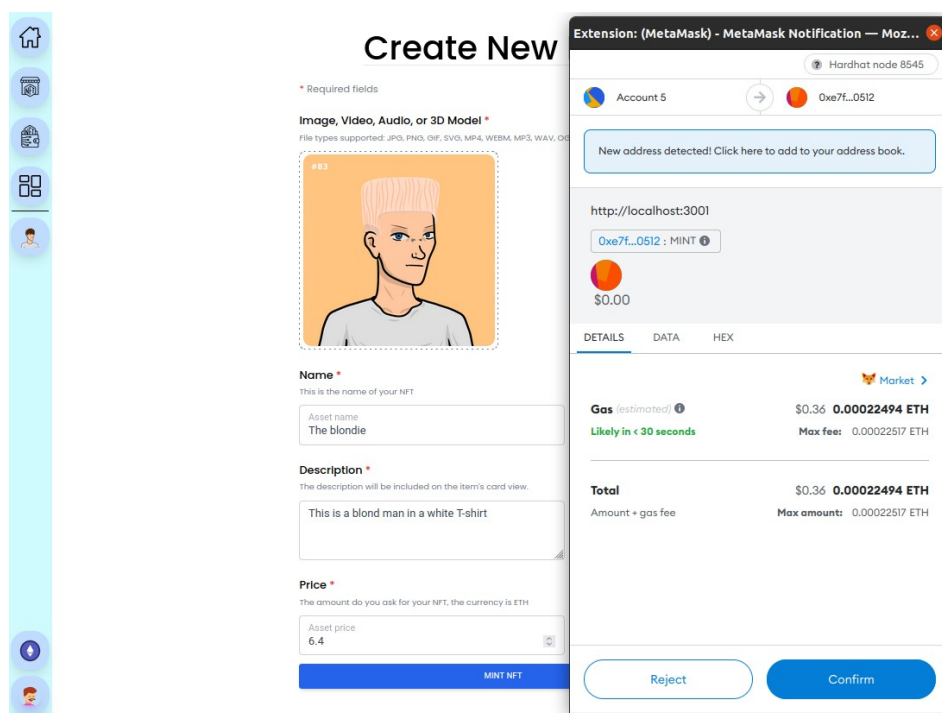 Create New
* Required fields
Image, Video, Audio, or 3D Model *
File types supported: JPG, PNG, GIF, SVG, MP4, WEBM, MP3, WAV,
#83
Name *
This is the name of your NFT
Asset name
The blondie
Description *
The description will be included on the item's card view.
This is a blond man in a white T-shirt
Price *
The amount do you ask for your NFT, the currency is ETH
Asset price
6.4
MINT NFT
Extension: (MetaMask) - MetaMask Notification — Moz...
Hardhat node 8545
Account 5
0xe7f...0512
New address detected! Click here to add to your address book.
http://localhost:3001
0xe7f...0512 : MINT
$0.00
DETAILS DATA HEX
Market >
Gas (estimated) $0.36 0.00022494 ETH
Likely in < 30 seconds Max fee: 0.00022517 ETH
Total $0.36 0.00022494 ETH
Amount + gas fee Max amount: 0.00022517 ETH
Reject Confirm